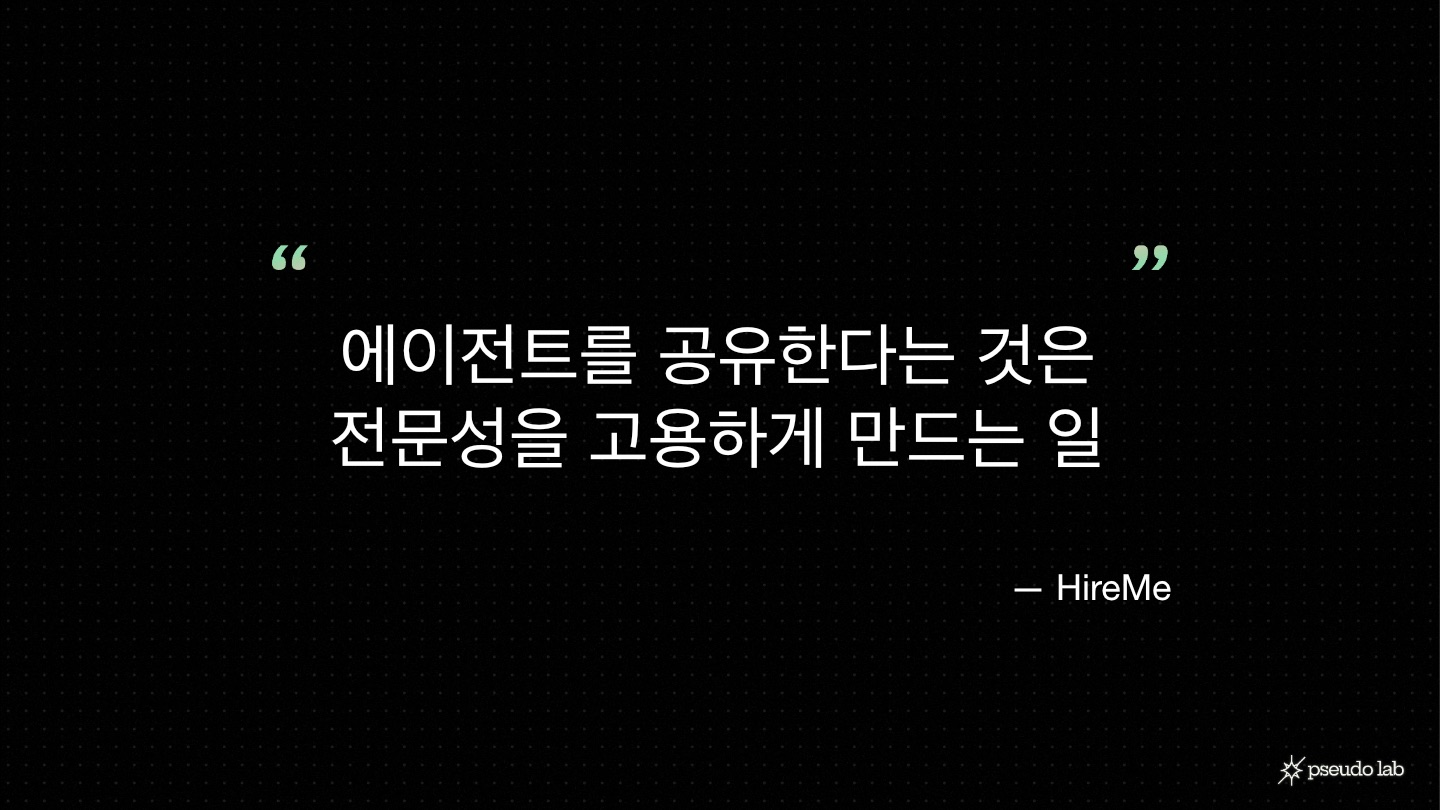 “ ”
에이전트를 공유한다는 것은
전문성을 고용하게 만드는 일
— HireMe
pseudo lab